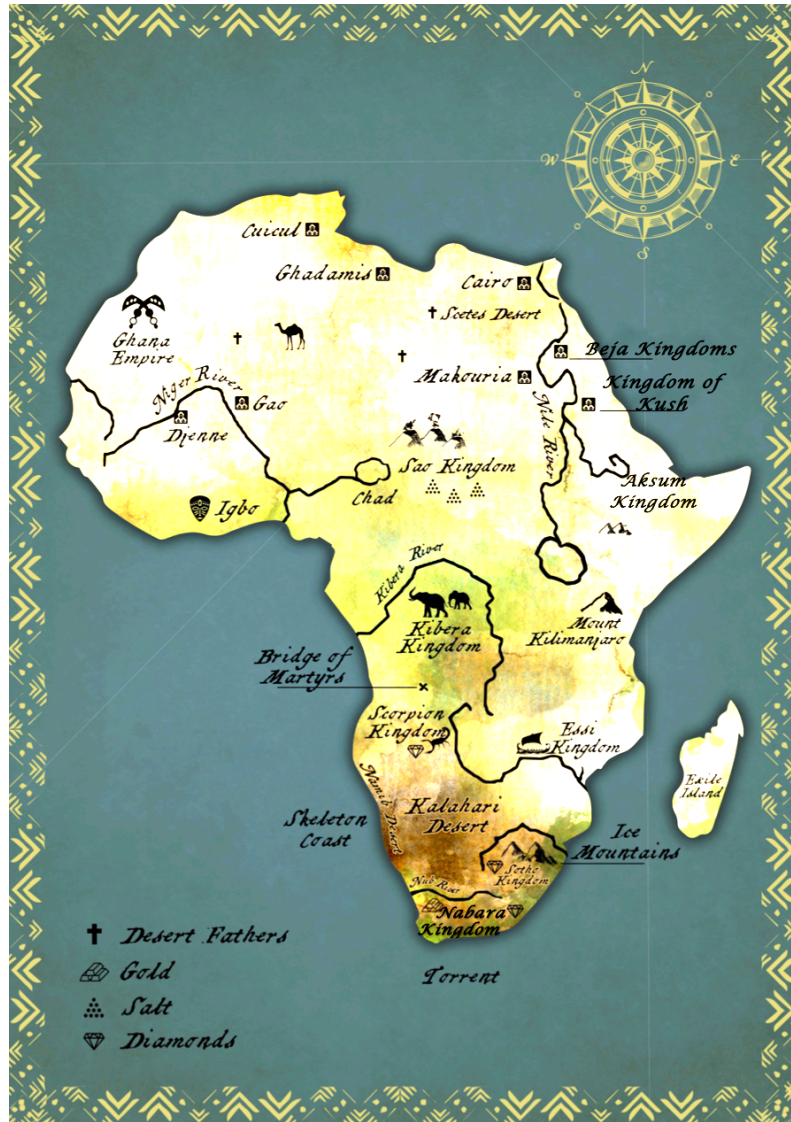 N
W
E
S
Cuicul
Ghadamis
Cairo
Scetes Desert
Ghana
Empire
Beja Kingdoms
Makouria
Kingdom of
Kush
Niger River
Gao
Djenne
Nile River
Sao Kingdom
Chad
Aksum
Kingdom
Igbo
Kibera River
Mount
Kilimanjaro
Kibera
Kingdom
Bridge of
Martyrs
Scorpion
Kingdom
Essi
Kingdom
Exile
Island
Namib Desert
Kalahari
Desert
Skeleton
Coast
Ice
Mountains
Sotho
Kingdom
Nub River
Nabara
Kingdom
Desert Fathers
Gold
Salt
Diamonds
Torrent